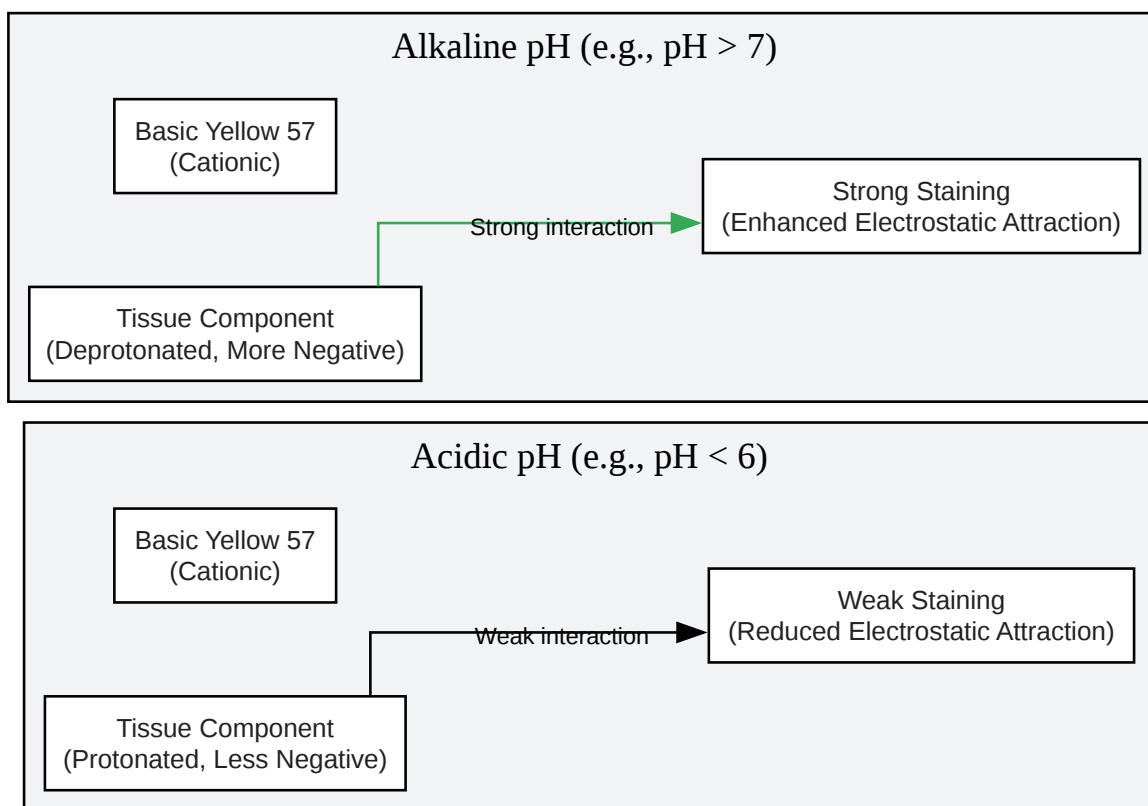 Alkaline pH (e.g., pH > 7)
Basic Yellow 57
(Cationic)
Strong Staining
(Enhanced Electrostatic Attraction)
Strong interaction
Tissue Component
(Deprotonated, More Negative)
Acidic pH (e.g., pH < 6)
Basic Yellow 57
(Cationic)
Weak Staining
(Reduced Electrostatic Attraction)
Weak interaction
Tissue Component
(Protonated, Less Negative)